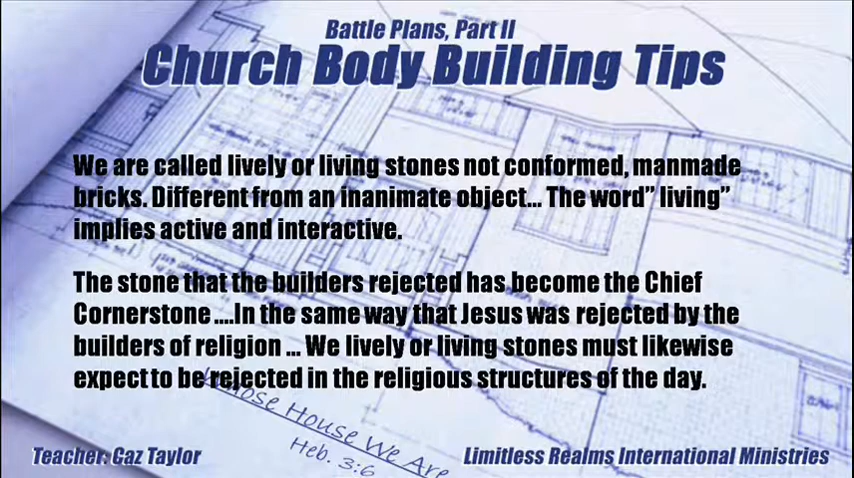 Battle Plans, Part II
Church Body Building Tips
We are called lively or living stones not conformed, manmade
bricks. Different from an inanimate object... The word” living”
implies active and interactive.
The stone that the builders rejected has become the Chief
Cornerstone ....In the same way that Jesus was rejected by the
builders of religion ... We lively or living stones must likewise
expect to be rejected in the religious structures of the day.
Whose House We Are
Heb. 3:6
Teacher: Caz Taylor
Limitless Realms International Ministries